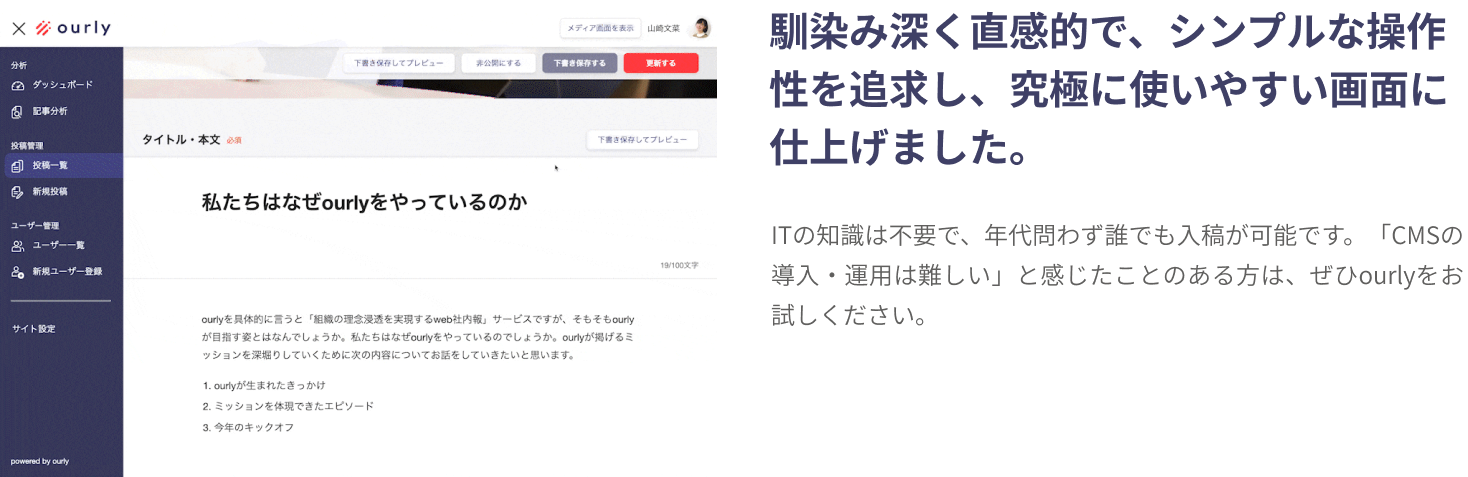 ourly
メディア画面を表示
山崎文菜
分析
ダッシュボード
記事分析
投稿管理
投稿一覧
新規投稿
ユーザー管理
ユーザー一覧
新規ユーザー登録
サイト設定
powered by ourly
下書き保存してプレビュー
非公開にする
下書き保存する
更新する
タイトル・本文 必須
下書き保存してプレビュー
私たちはなぜourlyをやっているのか
19/100文字
ourlyを具体的に言うと「組織の理念浸透を実現するweb社内報」サービスですが、そもそもourly
が目指す姿とはなんでしょうか。私たちはなぜourlyをやっているのでしょうか。ourlyが掲げるミ
ッションを深堀りしていくために次の内容についてお話をしていきたいと思います。
1. ourlyが生まれたきっかけ
2. ミッションを体現できたエピソード
3. 今年のキックオフ
馴染み深く直感的で、シンプルな操作
性を追求し、究極に使いやすい画面に
仕上げました。
ITの知識は不要で、年代問わず誰でも入稿が可能です。「CMSの
導入・運用は難しい」と感じたことのある方は、ぜひourlyをお
試しください。